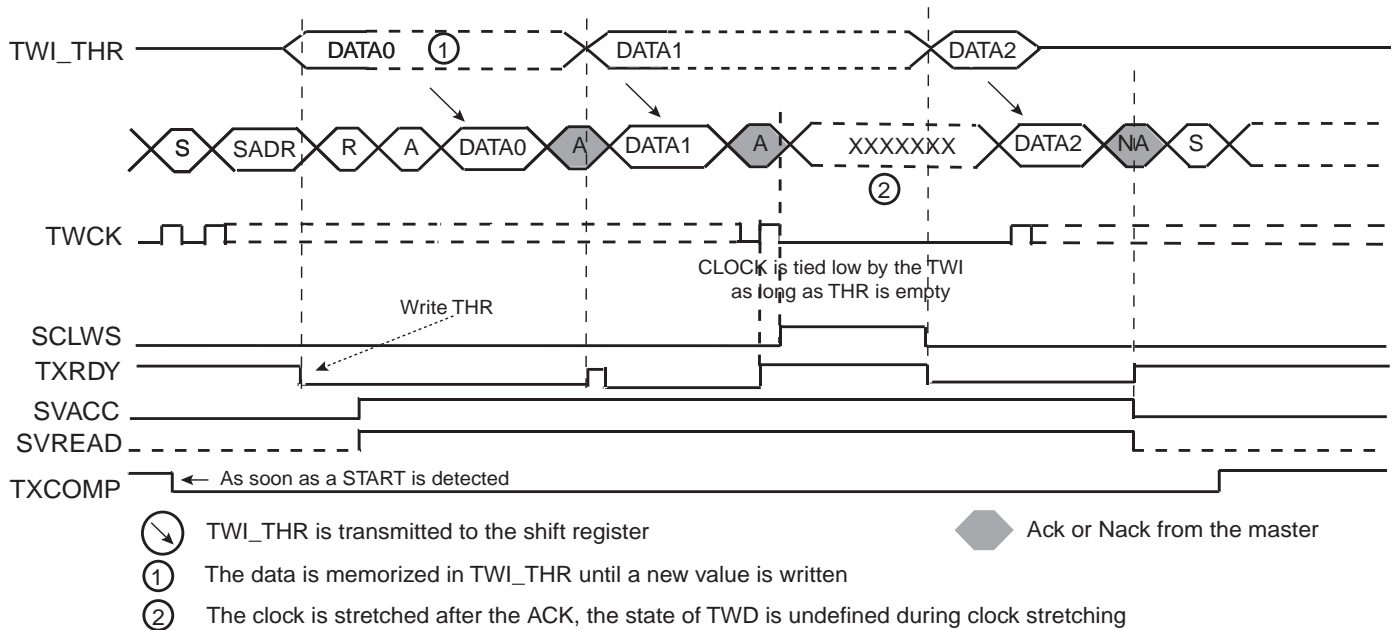 TWI_THR DATA0 1 DATA1 DATA2
S SADR R A DATA0 A DATA1 A XXXXXXX DATA2 NA S
2
TWCK
CLOCK is tied low by the TWI
as long as THR is empty
Write THR
SCLWS
TXRDY
SVACC
SVREAD
TXCOMP As soon as a START is detected
TWI_THR is transmitted to the shift register Ack or Nack from the master
1 The data is memorized in TWI_THR until a new value is written
2 The clock is stretched after the ACK, the state of TWD is undefined during clock stretching